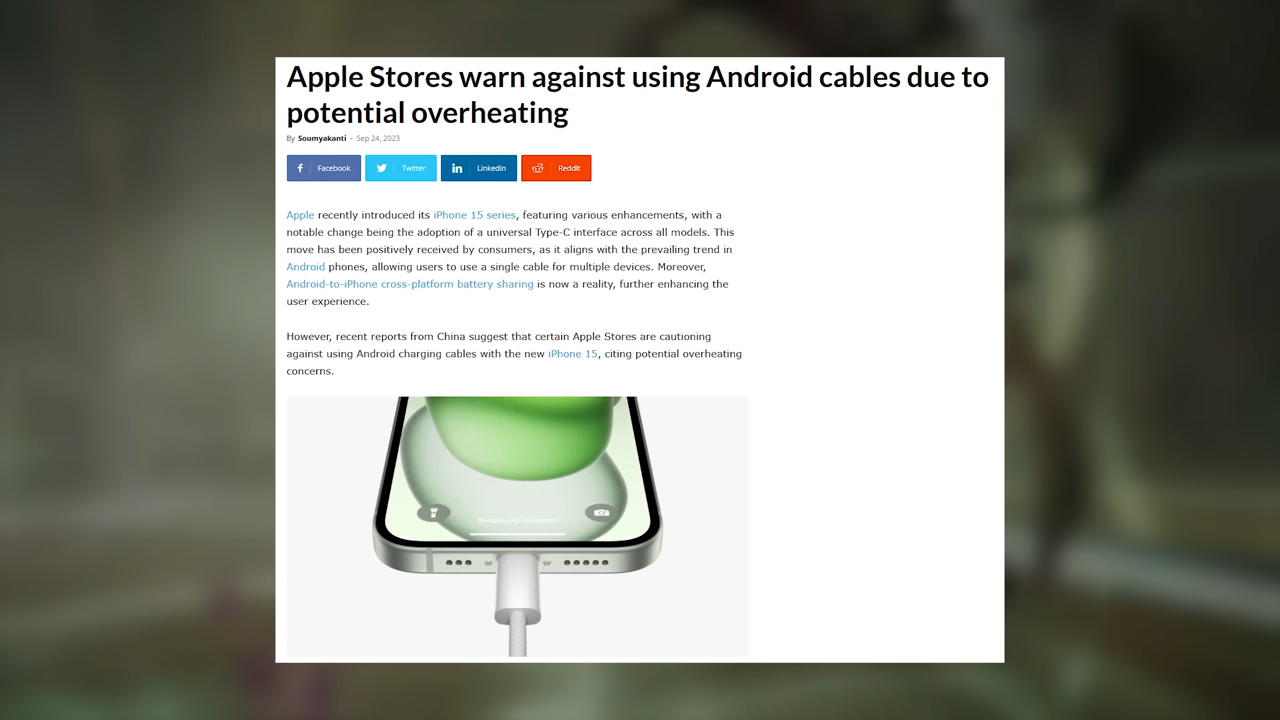 Apple Stores warn against using Android cables due to
potential overheating
By Soumyakanti - Sep 24, 2023
Facebook Twitter Linkedin ReddIt
Apple recently introduced its iPhone 15 series, featuring various enhancements, with a
notable change being the adoption of a universal Type-C interface across all models. This
move has been positively received by consumers, as it aligns with the prevailing trend in
Android phones, allowing users to use a single cable for multiple devices. Moreover,
Android-to-iPhone cross-platform battery sharing is now a reality, further enhancing the
user experience.
However, recent reports from China suggest that certain Apple Stores are cautioning
against using Android charging cables with the new iPhone 15, citing potential overheating
concerns.